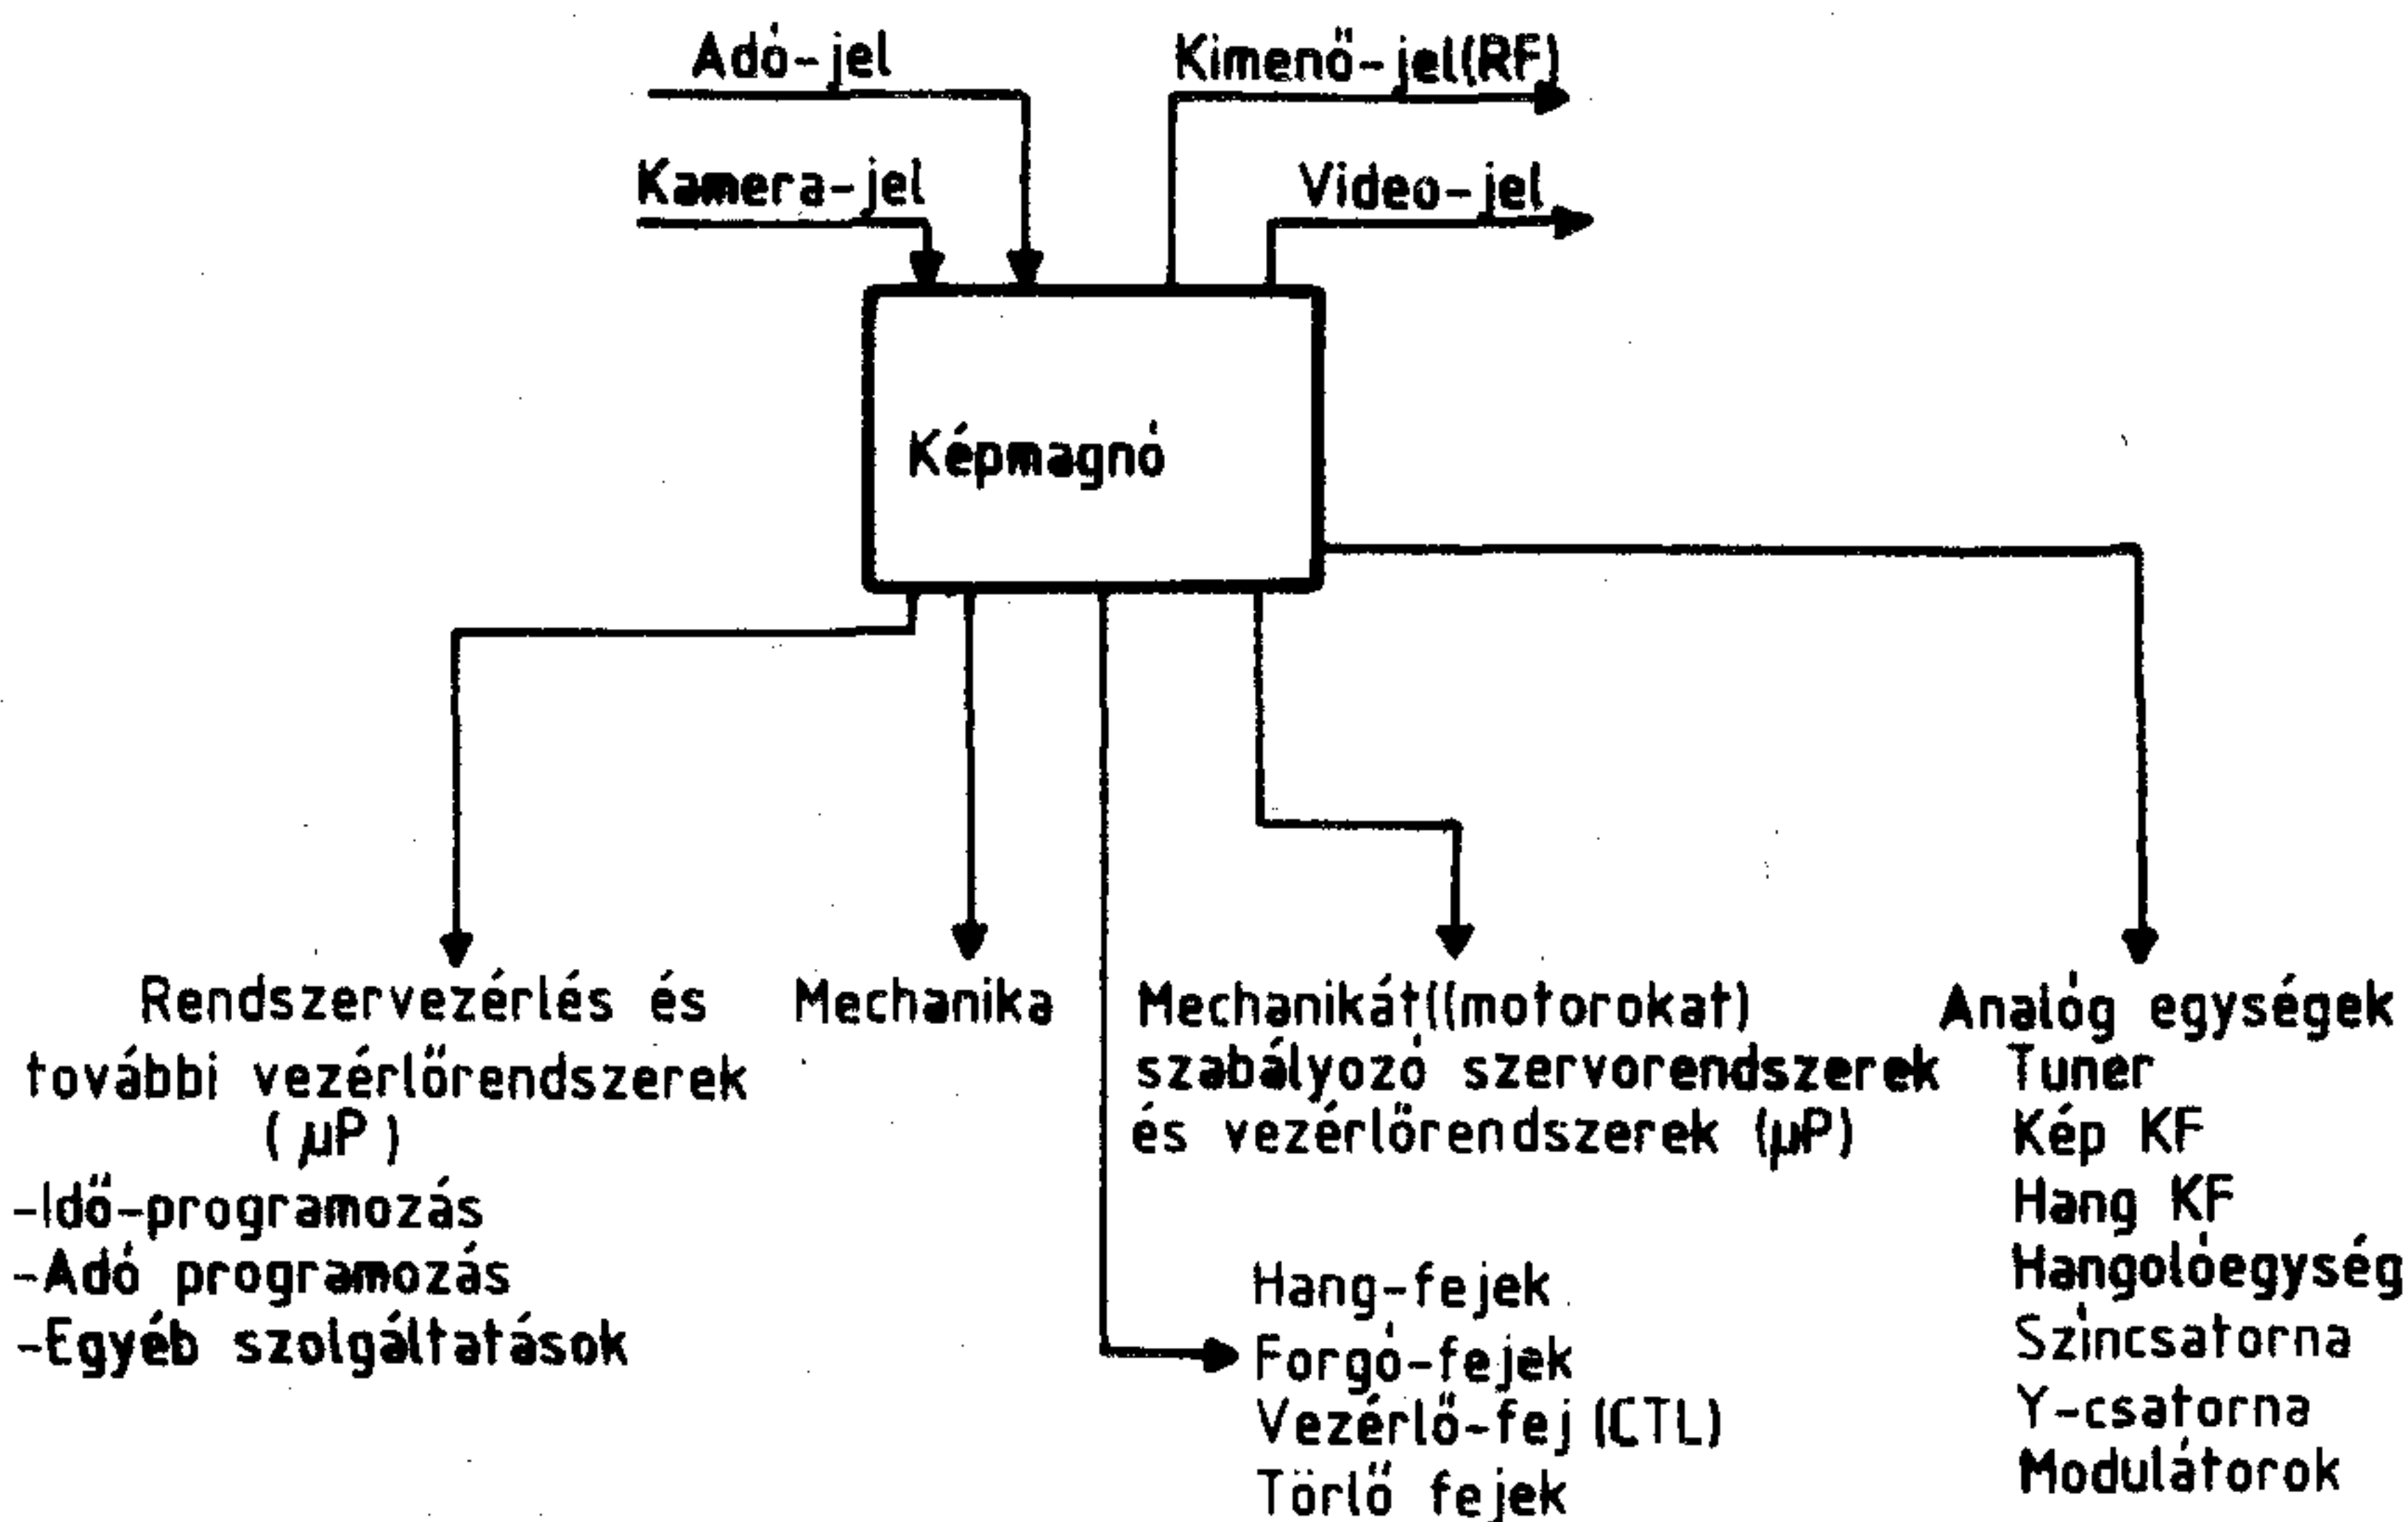 Adó-jel
Kimenő-jel(RF)
Kamera-jel
Video-jel
Képmagnó
Rendszervezérlés és
további vezérlőrendszerek
(µP)
-Idő-programozás
-Adó programozás
-Egyéb szolgáltatások
Mechanika
Mechanikát((motorokat)
szabályozó szervorendszerek
és vezérlőrendszerek (µP)
Hang-fejek
Forgó-fejek
Vezérlő-fej (CTL)
Törlő fejek
Analóg egységek
Tuner
Kép KF
Hang KF
Hangolóegység
Színcsatorna
Y-csatorna
Modulátorok